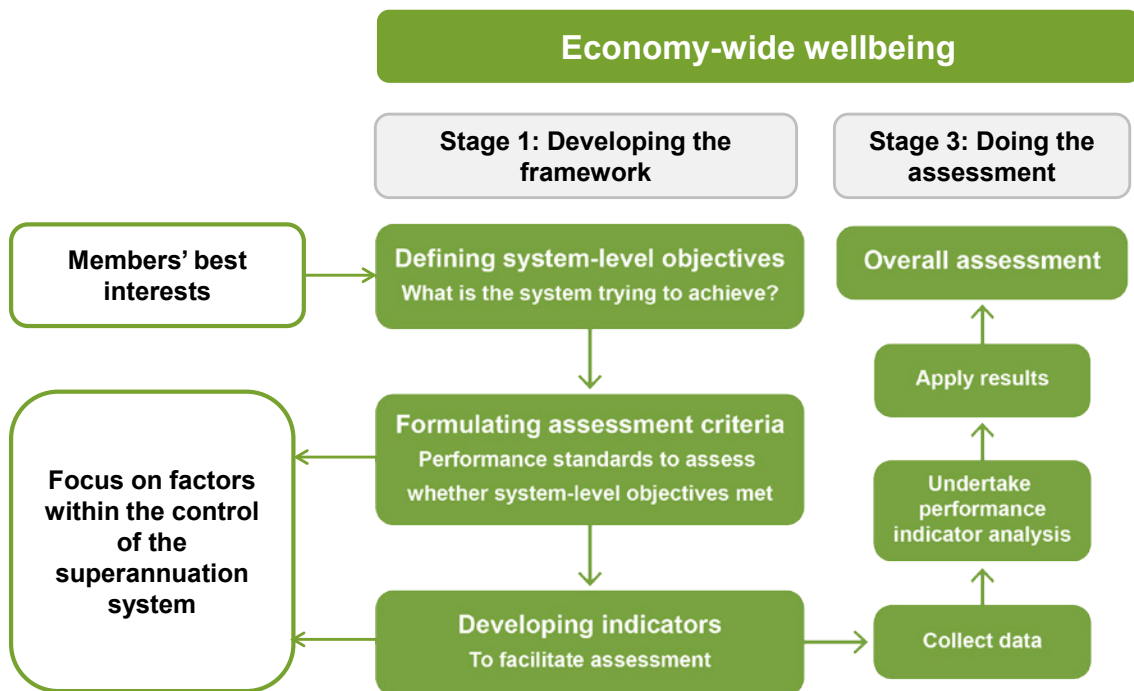 Economy-wide wellbeing
Stage 1: Developing the
framework
Stage 3: Doing the
assessment
Members’ best
interests
Defining system-level objectives
What is the system trying to achieve?
Overall assessment
Apply results
Formulating assessment criteria
Performance standards to assess
whether system-level objectives met
Focus on factors
within the control
of the
superannuation
system
Undertake
performance
indicator analysis
Developing indicators
To facilitate assessment
Collect data